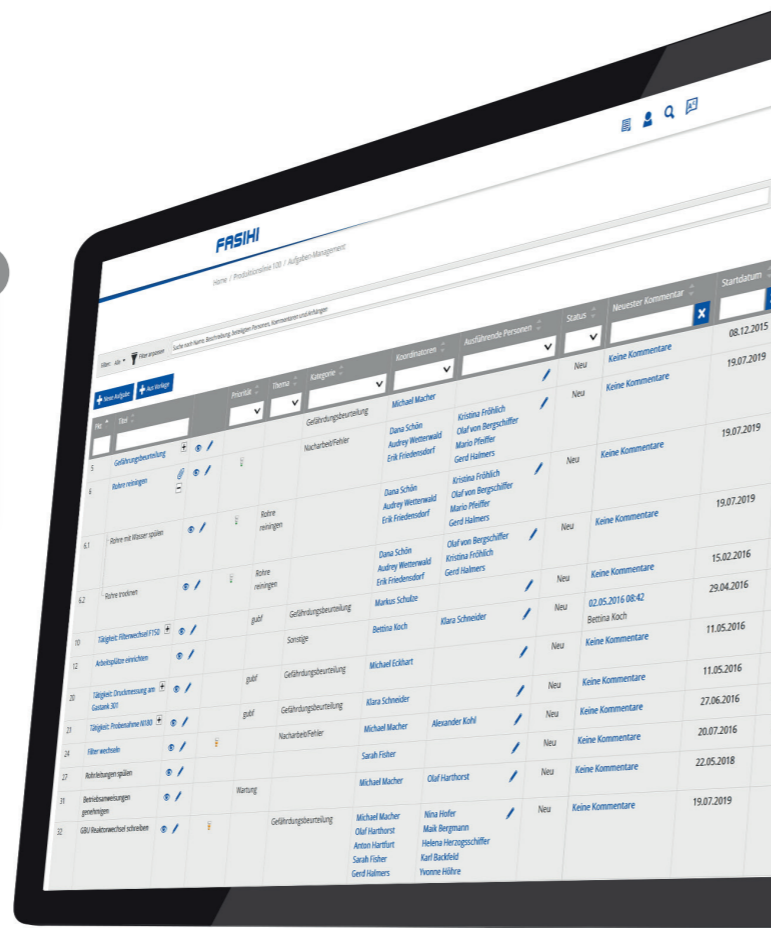 FASIHI
Home / Produktionslinie 100 / Aufgaben-Management
Filter: Alle Filter anpassen Suche nach Name, Beschreibung, beteiligten Personen, Kommentaren und Anhängen
Neue Aufgabe Aus Vorlage
Titel Priorität Thema Kategorie Koordinatoren Ausführende Personen Status Neuester Kommentar Startdatum
5 Gefährungsbeurteilung Gefährdungsbeurteilung Michael Macher Neu Keine Kommentare 08.12.2015
6 Rohre reiningen Nacharbeit/Fehler Dana Schön Kristina Fröhlich Neu Keine Kommentare 19.07.2019
Audrey Wetterwald Olaf von Bergschiffer
Erik Friedensdorf Mario Pfeiffer
Gerd Halmers
6.1 Rohre mit Wasser spülen Rohre Dana Schön Kristina Fröhlich Neu Keine Kommentare 19.07.2019
reiningen Audrey Wetterwald Olaf von Bergschiffer
Erik Friedensdorf Mario Pfeiffer
Gerd Halmers
6.2 Rohre trocknen Rohre Dana Schön Olaf von Bergschiffer Neu Keine Kommentare 19.07.2019
reiningen Audrey Wetterwald Kristina Fröhlich
Erik Friedensdorf Gerd Halmers
10 Tätigkeit: Filterwechsel F150 gubf Gefährdungsbeurteilung Markus Schulze Neu Keine Kommentare 15.02.2016
12 Arbeitsplätze einrichten Sonstige Bettina Koch Klara Schneider Neu 02.05.2016 08:42 29.04.2016
Bettina Koch
20 Tätigkeit: Druckmessung am gubf Gefährdungsbeurteilung Michael Eckhart Neu Keine Kommentare 11.05.2016
Gastank 301
21 Tätigkeit: Probenahme N180 gubf Gefährdungsbeurteilung Klara Schneider Neu Keine Kommentare 11.05.2016
24 Filter wechseln Nacharbeit/Fehler Michael Macher Alexander Kohl Neu Keine Kommentare 27.06.2016
27 Rohrleitungen spülen Sarah Fisher Neu Keine Kommentare 20.07.2016
31 Betriebsanweisungen Wartung Michael Macher Olaf Harthorst Neu Keine Kommentare 22.05.2018
genehmigen
32 GBU Reaktorwechsel schreiben Gefährdungsbeurteilung Michael Macher Nina Hofer Neu Keine Kommentare 19.07.2019
Olaf Harthorst Maik Bergmann
Anton Hartfurt Helena Herzogsschiffer
Sarah Fisher Karl Backfeld
Gerd Halmers Yvonne Höhre